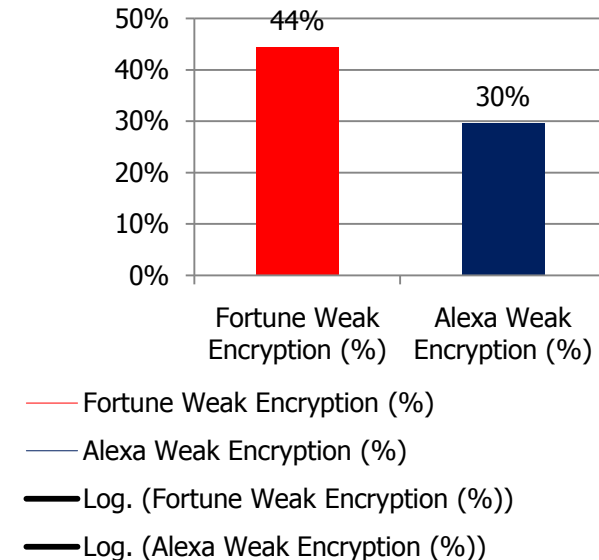 50%
44%
40%
30%
30%
20%
10%
0%
Fortune Weak
Encryption (%)
Alexa Weak
Encryption (%)
Fortune Weak Encryption (%)
Alexa Weak Encryption (%)
Log. (Fortune Weak Encryption (%))
Log. (Alexa Weak Encryption (%))